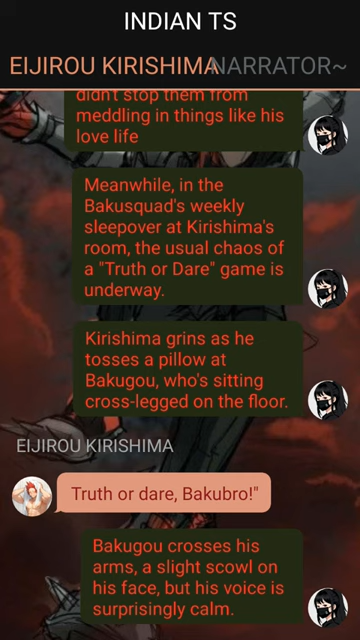 INDIAN TS
EIJIROU KIRISHIMA NARRATOR~
didn't stop them from
meddling in things like his
love life
Meanwhile, in the
Bakusquad's weekly
sleepover at Kirishima's
room, the usual chaos of
a "Truth or Dare" game is
underway.
Kirishima grins as he
tosses a pillow at
Bakugou, who's sitting
cross-legged on the floor.
EIJIROU KIRISHIMA
Truth or dare, Bakubro!"
Bakugou crosses his
arms, a slight scowl on
his face, but his voice is
surprisingly calm.